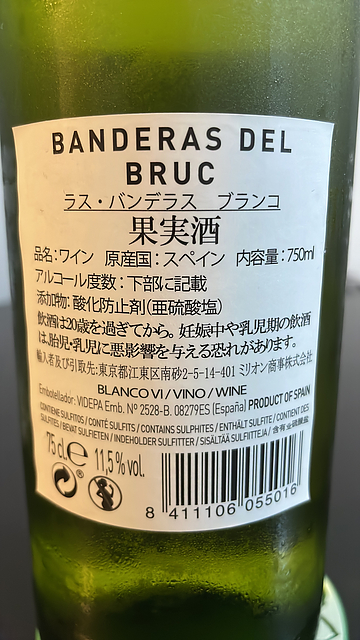 BANDERAS DEL
BRUC
ラス・バンデラス ブランコ
果実酒
品名:ワイン 原産国:スペイン 内容量:750ml
アルコール度数:下部に記載
添加物:酸化防止剤(亜硫酸塩)
飲酒は20歳を過ぎてから。妊娠中や乳児期の飲酒
は、胎児・乳児に悪影響を与える恐れがあります。
輸入者及び引取先:東京都江東区南砂2-5-14-401 ミリオン商事株式会社
BLANCO VI / VINO / WINE
Embotellador: VIDEPA Emb. Nº 2528-B. 08279ES (España) PRODUCT OF SPAIN
CONTIENE SULFITOS / CONTÉ SULFITS / CONTAINS SULPHITES / ENTHÄLT SULFITE / CONTIENT DES
SULFITES / BEVAT SULFIETEN / INDEHOLDER SULFITTER / SISÄLTÄÄ SULFIITTEJA / 含有亚硫酸盐
75 cl e 11,5 % vol.
8 411106 055016